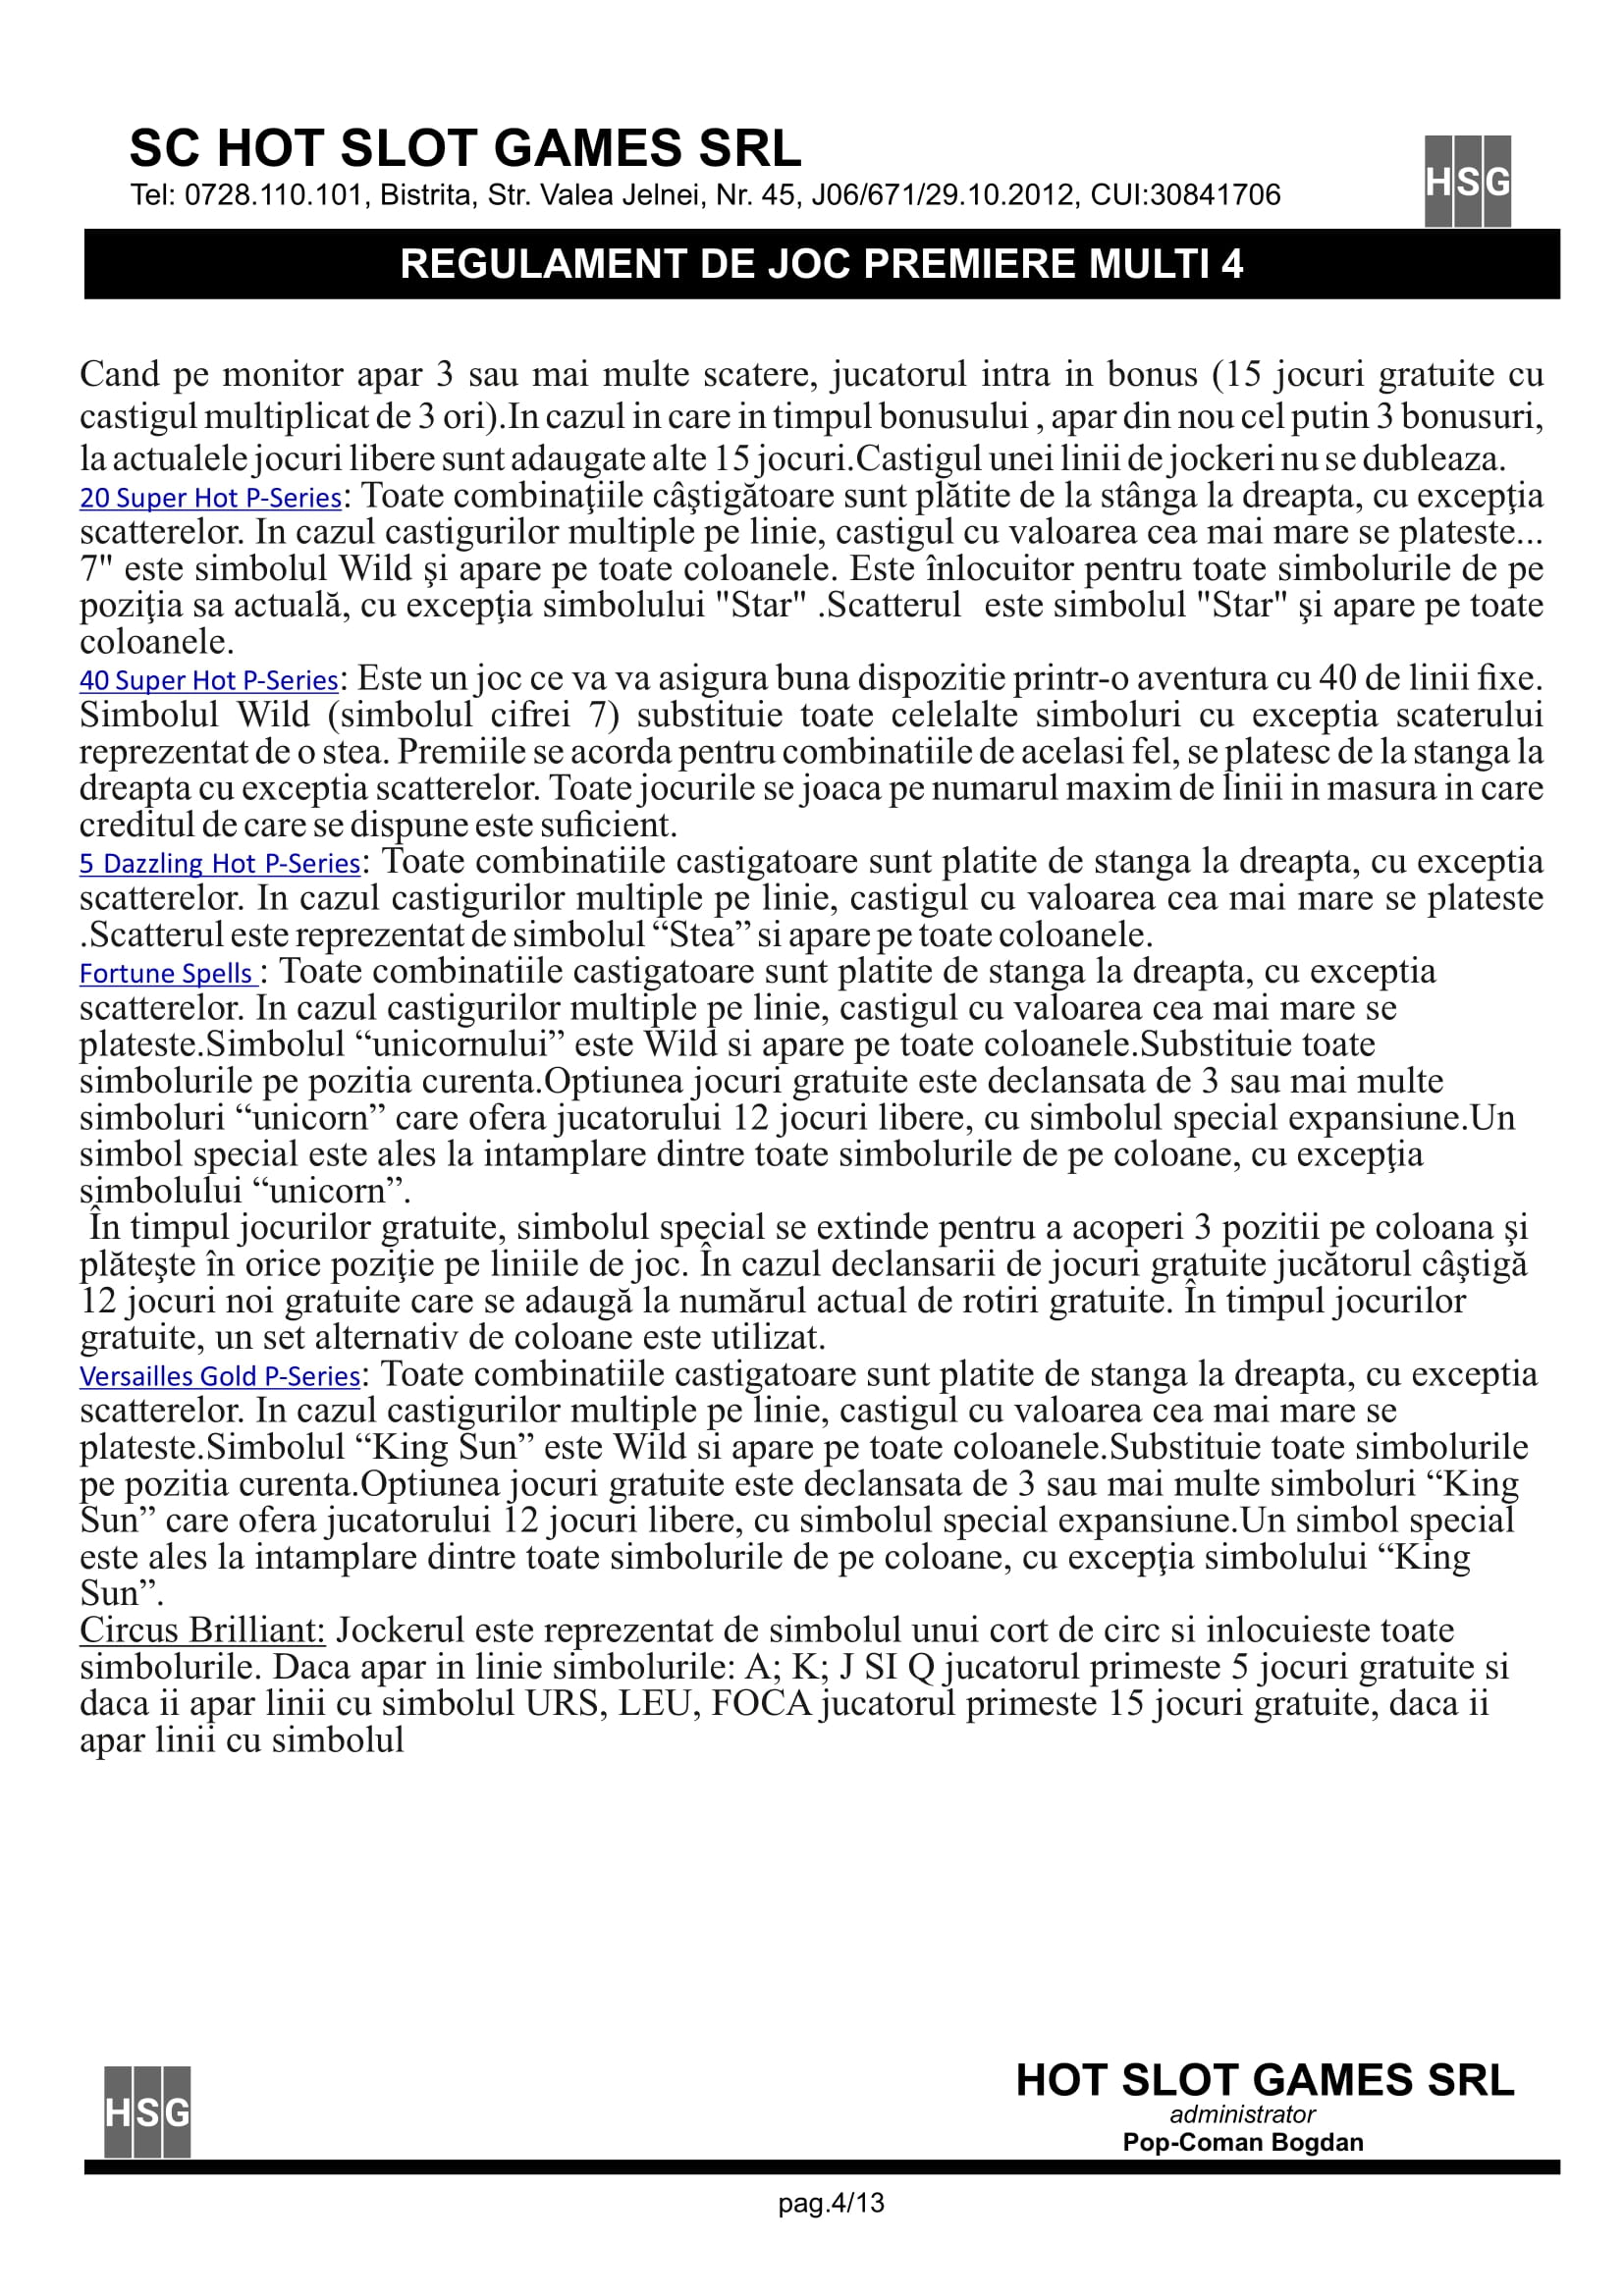 SC HOT SLOT GAMES SRL
Tel: 0728.110.101, Bistrita, Str. Valea Jelnei, Nr. 45, J06/671/29.10.2012, CUI:30841706
HSG
REGULAMENT DE JOC PREMIERE MULTI 4
Cand pe monitor apar 3 sau mai multe scatere, jucatorul intra in bonus (15 jocuri gratuite cu
castigul multiplicat de 3 ori).In cazul in care in timpul bonusului , apar din nou cel putin 3 bonusuri,
la actualele jocuri libere sunt adaugate alte 15 jocuri.Castigul unei linii de jockeri nu se dubleaza.
20 Super Hot P-Series: Toate combinaţiile câştigătoare sunt plătite de la stânga la dreapta, cu excepţia
scatterelor. In cazul castigurilor multiple pe linie, castigul cu valoarea cea mai mare se plateste...
7" este simbolul Wild şi apare pe toate coloanele. Este înlocuitor pentru toate simbolurile de pe
poziţia sa actuală, cu excepţia simbolului "Star" .Scatterul este simbolul "Star" şi apare pe toate
coloanele.
40 Super Hot P-Series: Este un joc ce va va asigura buna dispozitie printr-o aventura cu 40 de linii fixe.
Simbolul Wild (simbolul cifrei 7) substituie toate celelalte simboluri cu exceptia scaterului
reprezentat de o stea. Premiile se acorda pentru combinatiile de acelasi fel, se platesc de la stanga la
dreapta cu exceptia scatterelor. Toate jocurile se joaca pe numarul maxim de linii in masura in care
creditul de care se dispune este suficient.
5 Dazzling Hot P-Series: Toate combinatiile castigatoare sunt platite de stanga la dreapta, cu exceptia
scatterelor. In cazul castigurilor multiple pe linie, castigul cu valoarea cea mai mare se plateste
.Scatterul este reprezentat de simbolul “Stea” si apare pe toate coloanele.
Fortune Spells : Toate combinatiile castigatoare sunt platite de stanga la dreapta, cu exceptia
scatterelor. In cazul castigurilor multiple pe linie, castigul cu valoarea cea mai mare se
plateste.Simbolul “unicornului” este Wild si apare pe toate coloanele.Substituie toate
simbolurile pe pozitia curenta.Optiunea jocuri gratuite este declansata de 3 sau mai multe
simboluri “unicorn” care ofera jucatorului 12 jocuri libere, cu simbolul special expansiune.Un
simbol special este ales la intamplare dintre toate simbolurile de pe coloane, cu excepţia
simbolului “unicorn”.
În timpul jocurilor gratuite, simbolul special se extinde pentru a acoperi 3 pozitii pe coloana şi
plăteşte în orice poziţie pe liniile de joc. În cazul declansarii de jocuri gratuite jucătorul câştigă
12 jocuri noi gratuite care se adaugă la numărul actual de rotiri gratuite. În timpul jocurilor
gratuite, un set alternativ de coloane este utilizat.
Versailles Gold P-Series: Toate combinatiile castigatoare sunt platite de stanga la dreapta, cu exceptia
scatterelor. In cazul castigurilor multiple pe linie, castigul cu valoarea cea mai mare se
plateste.Simbolul “King Sun” este Wild si apare pe toate coloanele.Substituie toate simbolurile
pe pozitia curenta.Optiunea jocuri gratuite este declansata de 3 sau mai multe simboluri “King
Sun” care ofera jucatorului 12 jocuri libere, cu simbolul special expansiune.Un simbol special
este ales la intamplare dintre toate simbolurile de pe coloane, cu excepţia simbolului “King
Sun”.
Circus Brilliant: Jockerul este reprezentat de simbolul unui cort de circ si inlocuieste toate
simbolurile. Daca apar in linie simbolurile: A; K; J SI Q jucatorul primeste 5 jocuri gratuite si
daca ii apar linii cu simbolul URS, LEU, FOCA jucatorul primeste 15 jocuri gratuite, daca ii
apar linii cu simbolul
HSG
HOT SLOT GAMES SRL
administrator
Pop-Coman Bogdan
pag.4/13